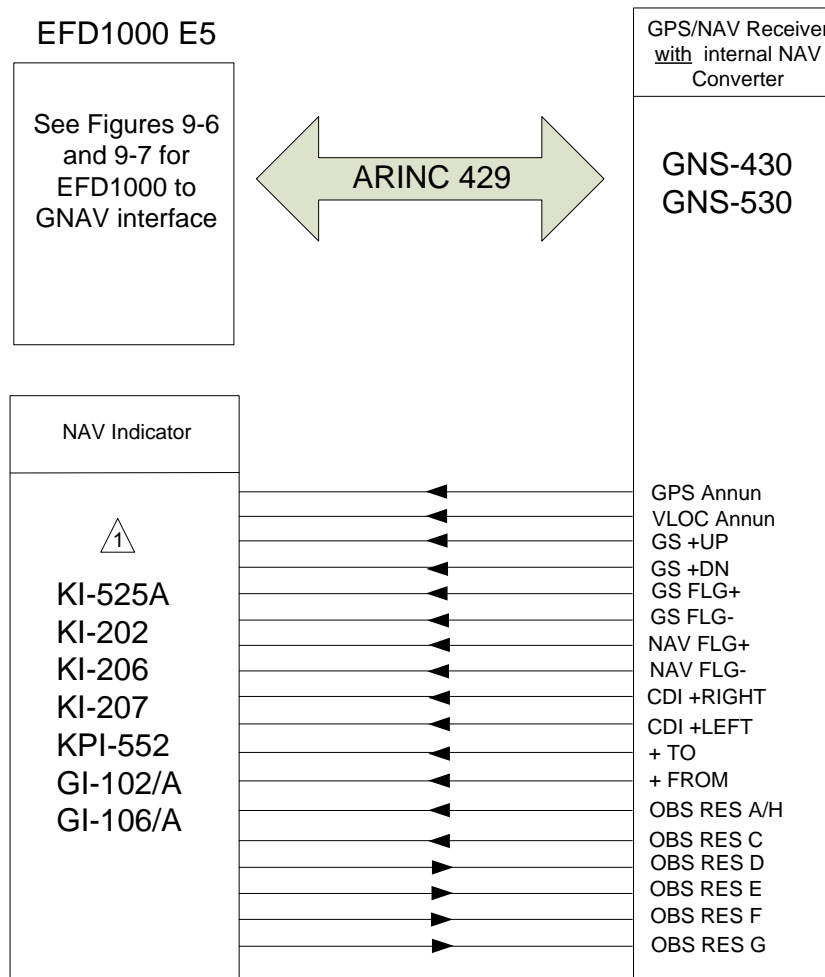 EFD1000 E5
See Figures 9-6
and 9-7 for
EFD1000 to
GNAV interface
ARINC 429
GPS/NAV Receiver
with internal NAV
Converter
GNS-430
GNS-530
NAV Indicator
1
KI-525A
KI-202
KI-206
KI-207
KPI-552
GI-102/A
GI-106/A
GPS Annun
VLOC Annun
GS +UP
GS +DN
GS FLG+
GS FLG-
NAV FLG+
NAV FLG-
CDI +RIGHT
CDI +LEFT
+ TO
+ FROM
OBS RES A/H
OBS RES C
OBS RES D
OBS RES E
OBS RES F
OBS RES G